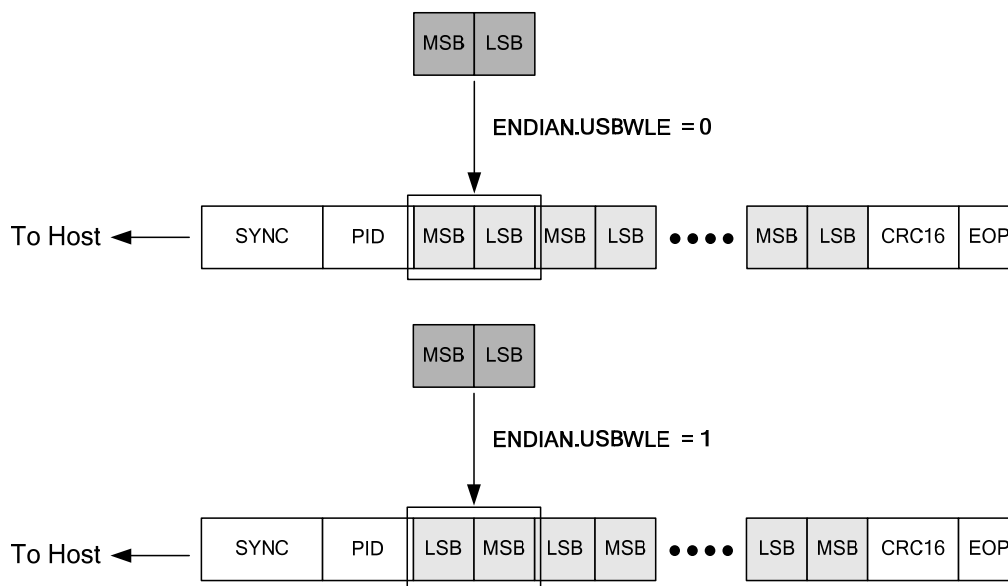 MSB LSB
ENDIAN.USBWLE = 0
To Host SYNC PID MSB LSB MSB LSB MSB LSB CRC16 EOP
MSB LSB
ENDIAN.USBWLE = 1
To Host SYNC PID LSB MSB LSB MSB LSB MSB CRC16 EOP